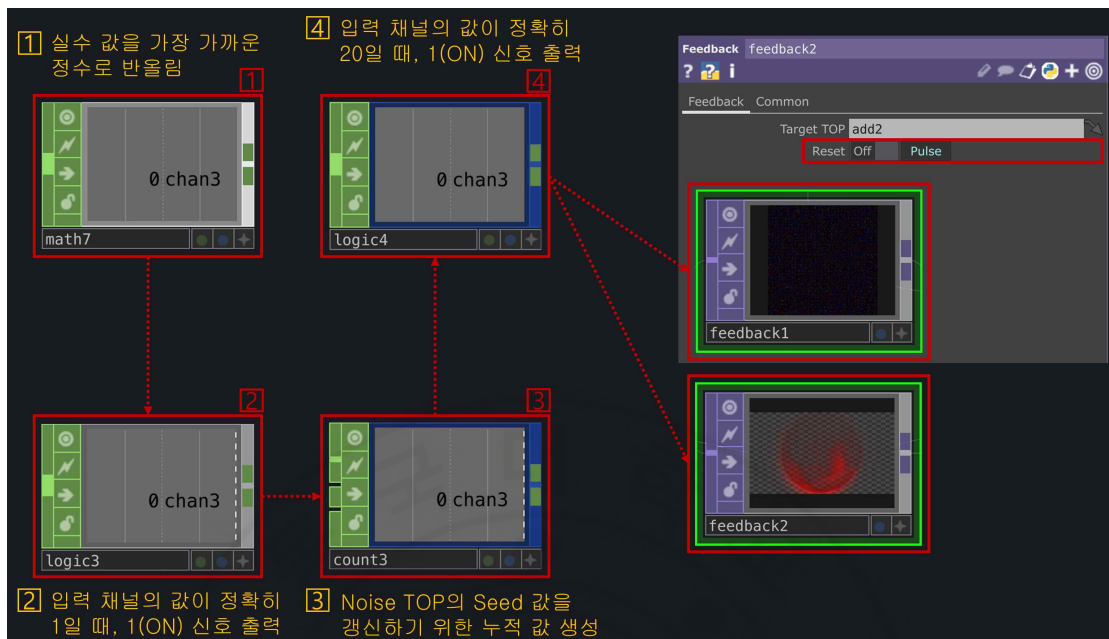 1 실수 값을 가장 가까운
정수로 반올림
1
0 chan3
math7
4 입력 채널의 값이 정확히
20일 때, 1(ON) 신호 출력
4
0 chan3
logic4
Feedback feedback2
? ? i
Feedback Common
Target TOP add2
Reset Off Pulse
feedback1
feedback2
2
0 chan3
logic3
3
0 chan3
count3
2 입력 채널의 값이 정확히
1일 때, 1(ON) 신호 출력
3 Noise TOP의 Seed 값을
갱신하기 위한 누적 값 생성